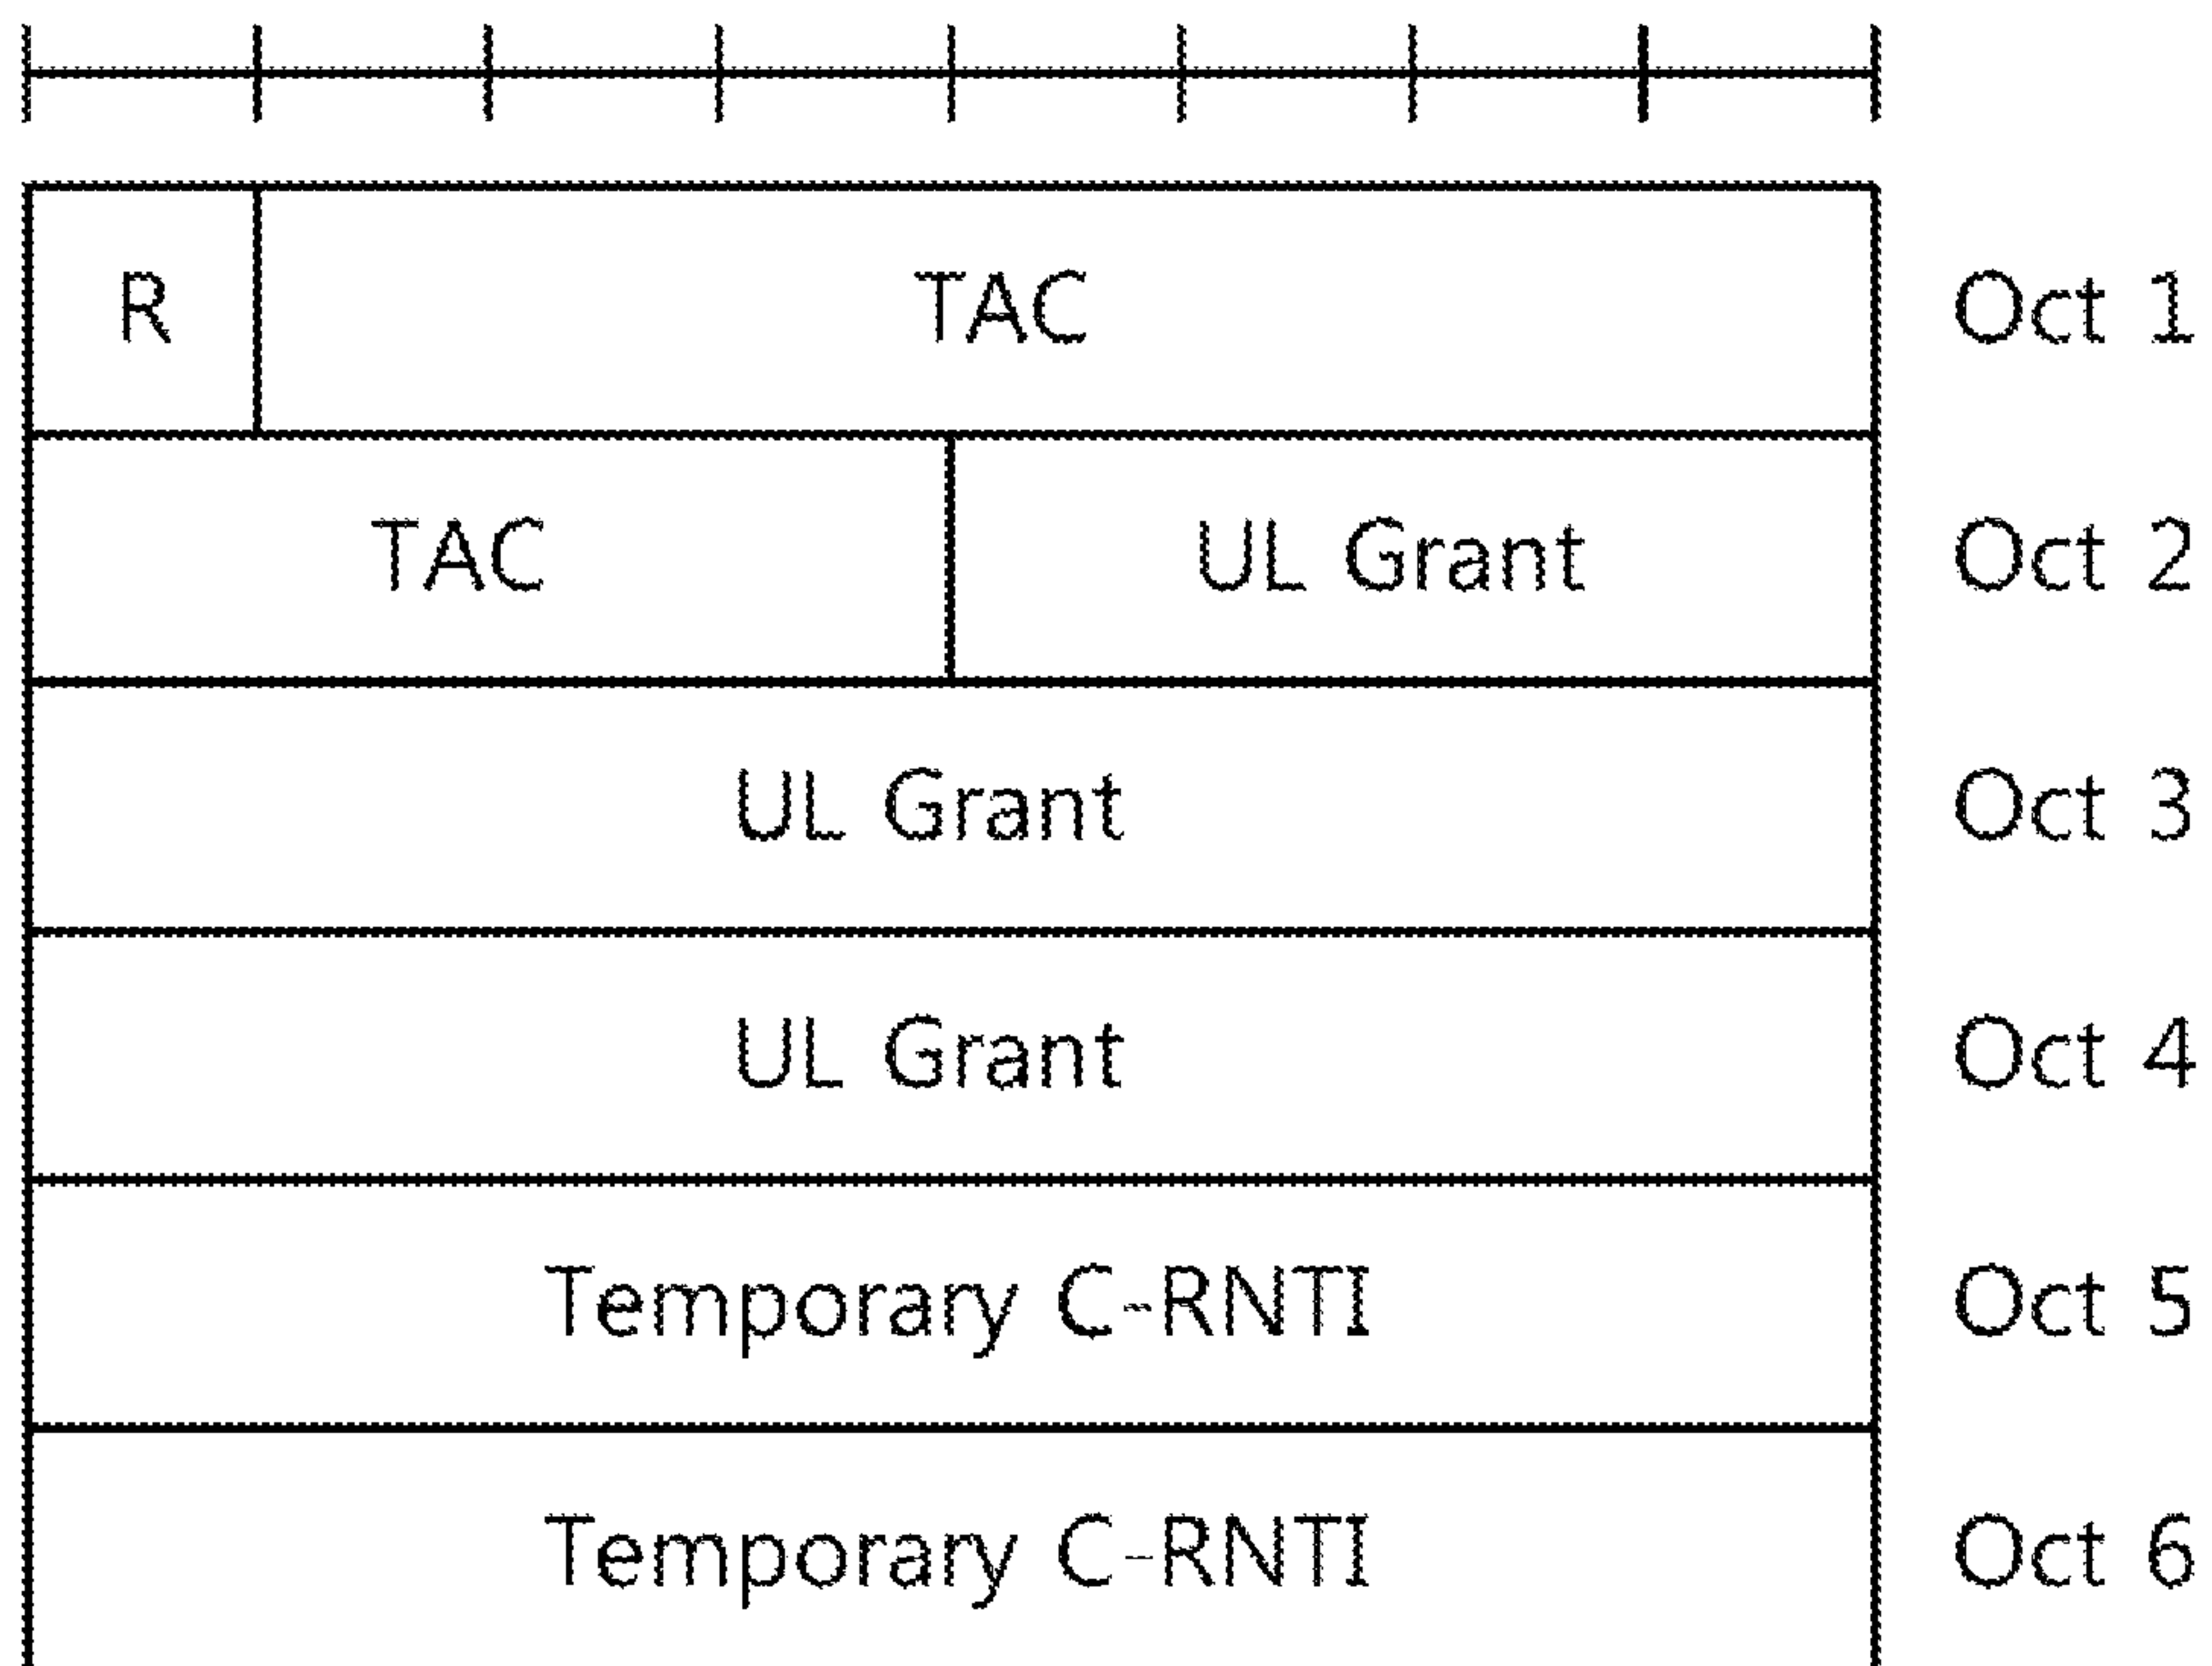 R TAC Oct 1
TAC UL Grant Oct 2
UL Grant Oct 3
UL Grant Oct 4
Temporary C-RNTI Oct 5
Temporary C-RNTI Oct 6